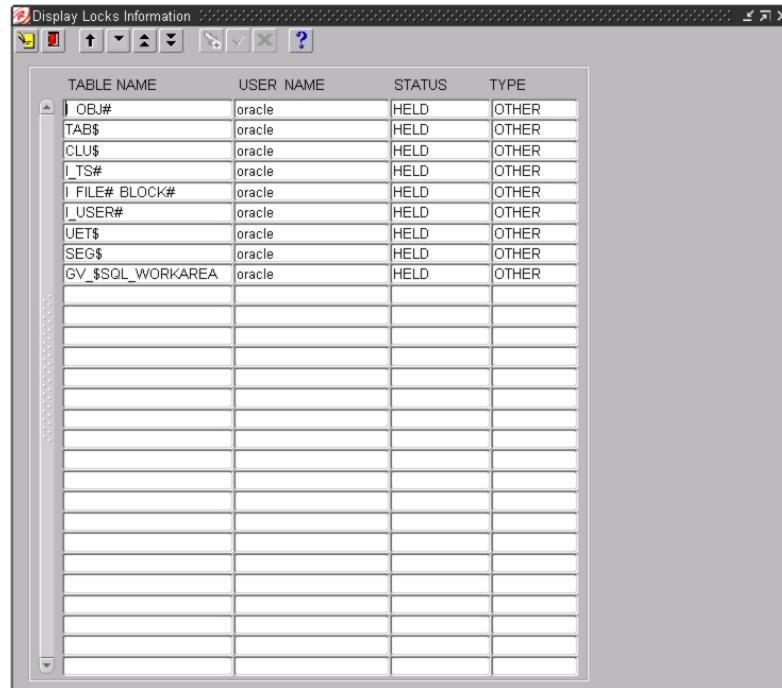 Display Locks Information
?
TABLE NAME USER NAME STATUS TYPE
I_OBJ# oracle HELD OTHER
TAB$ oracle HELD OTHER
CLU$ oracle HELD OTHER
I_TS# oracle HELD OTHER
I_FILE#_BLOCK# oracle HELD OTHER
I_USER# oracle HELD OTHER
UET$ oracle HELD OTHER
SEG$ oracle HELD OTHER
GV_$SQL_WORKAREA oracle HELD OTHER